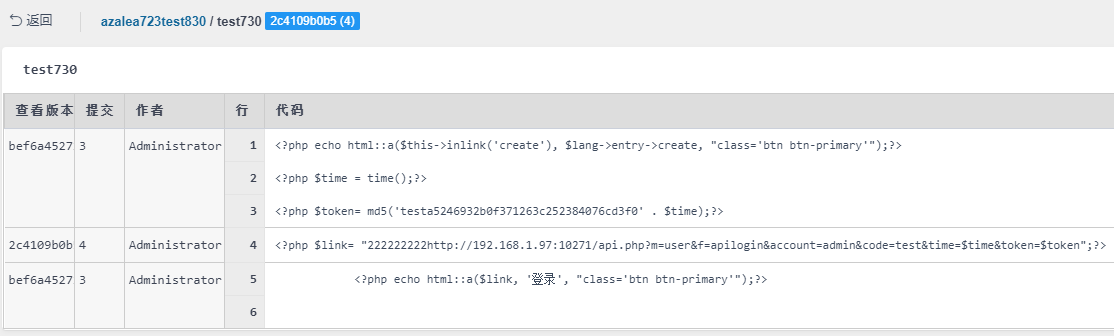 返回 azalea723test830 / test730 2c4109b0b5 (4)
test730
查看版本 提交 作者 行 代码
bef6a4527 3 Administrator 1 <?php echo html::a($this->inlink('create'), $lang->entry->create, "class='btn btn-primary'");?>
2 <?php $time = time();?>
3 <?php $token= md5('testa5246932b0f371263c252384076cd3f0' . $time);?>
2c4109b0b 4 Administrator 4 <?php $link= "222222222http://192.168.1.97:10271/api.php?m=user&f=apilogin&account=admin&code=test&time=$time&token=$token";?>
bef6a4527 3 Administrator 5 <?php echo html::a($link, '登录', "class='btn btn-primary'");?>
6